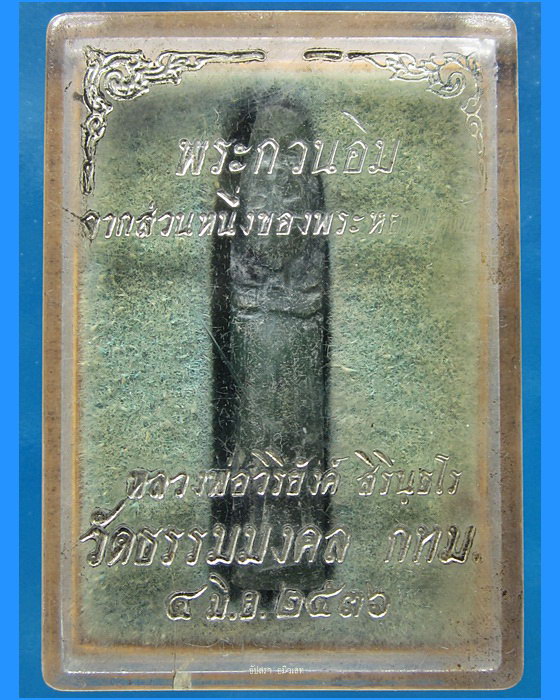 พระกวนอิม
จากส่วนหนึ่งของพระหยก
หลวงพ่อวิริยังค์ สิรินฺธโร
วัดธรรมมงคล กทม.
๔ มิ.ย. ๒๕๓๖